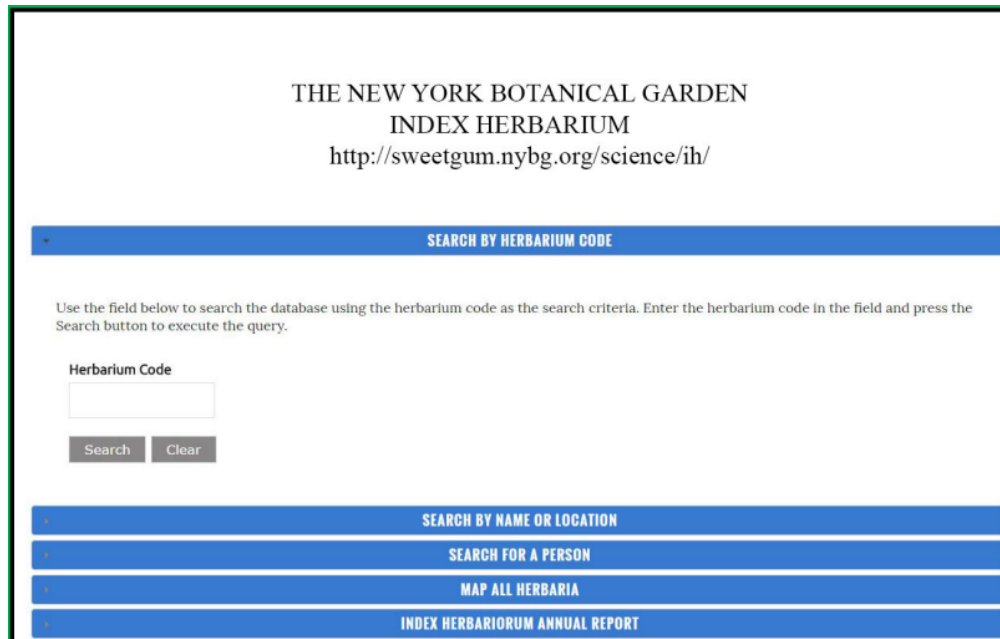 THE NEW YORK BOTANICAL GARDEN
INDEX HERBARIUM
http://sweetgum.nybg.org/science/ih/
SEARCH BY HERBARIUM CODE
Use the field below to search the database using the herbarium code as the search criteria. Enter the herbarium code in the field and press the
Search button to execute the query.
Herbarium Code
Search Clear
SEARCH BY NAME OR LOCATION
SEARCH FOR A PERSON
MAP ALL HERBARIA
INDEX HERBARIORUM ANNUAL REPORT